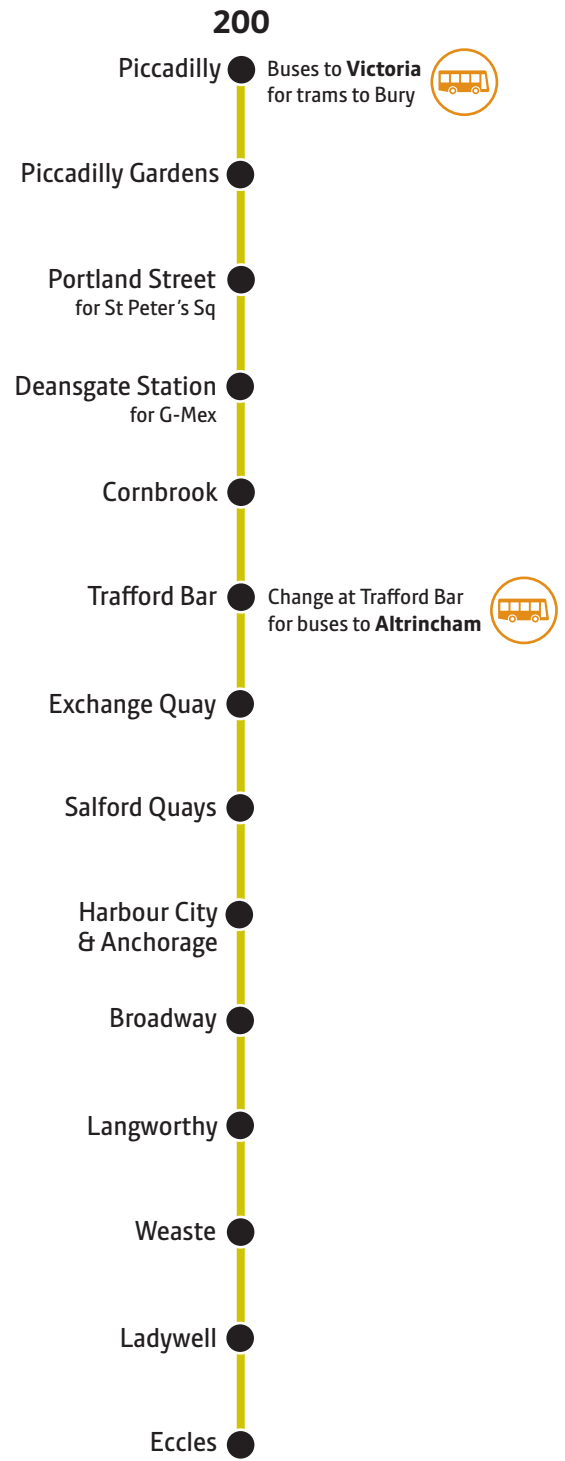 200
Piccadilly
Buses to Victoria
for trams to Bury
Piccadilly Gardens
Portland Street
for St Peter's Sq
Deansgate Station
for G-Mex
Cornbrook
Trafford Bar
Change at Trafford Bar
for buses to Altrincham
Exchange Quay
Salford Quays
Harbour City
& Anchorage
Broadway
Langworthy
Weaste
Ladywell
Eccles